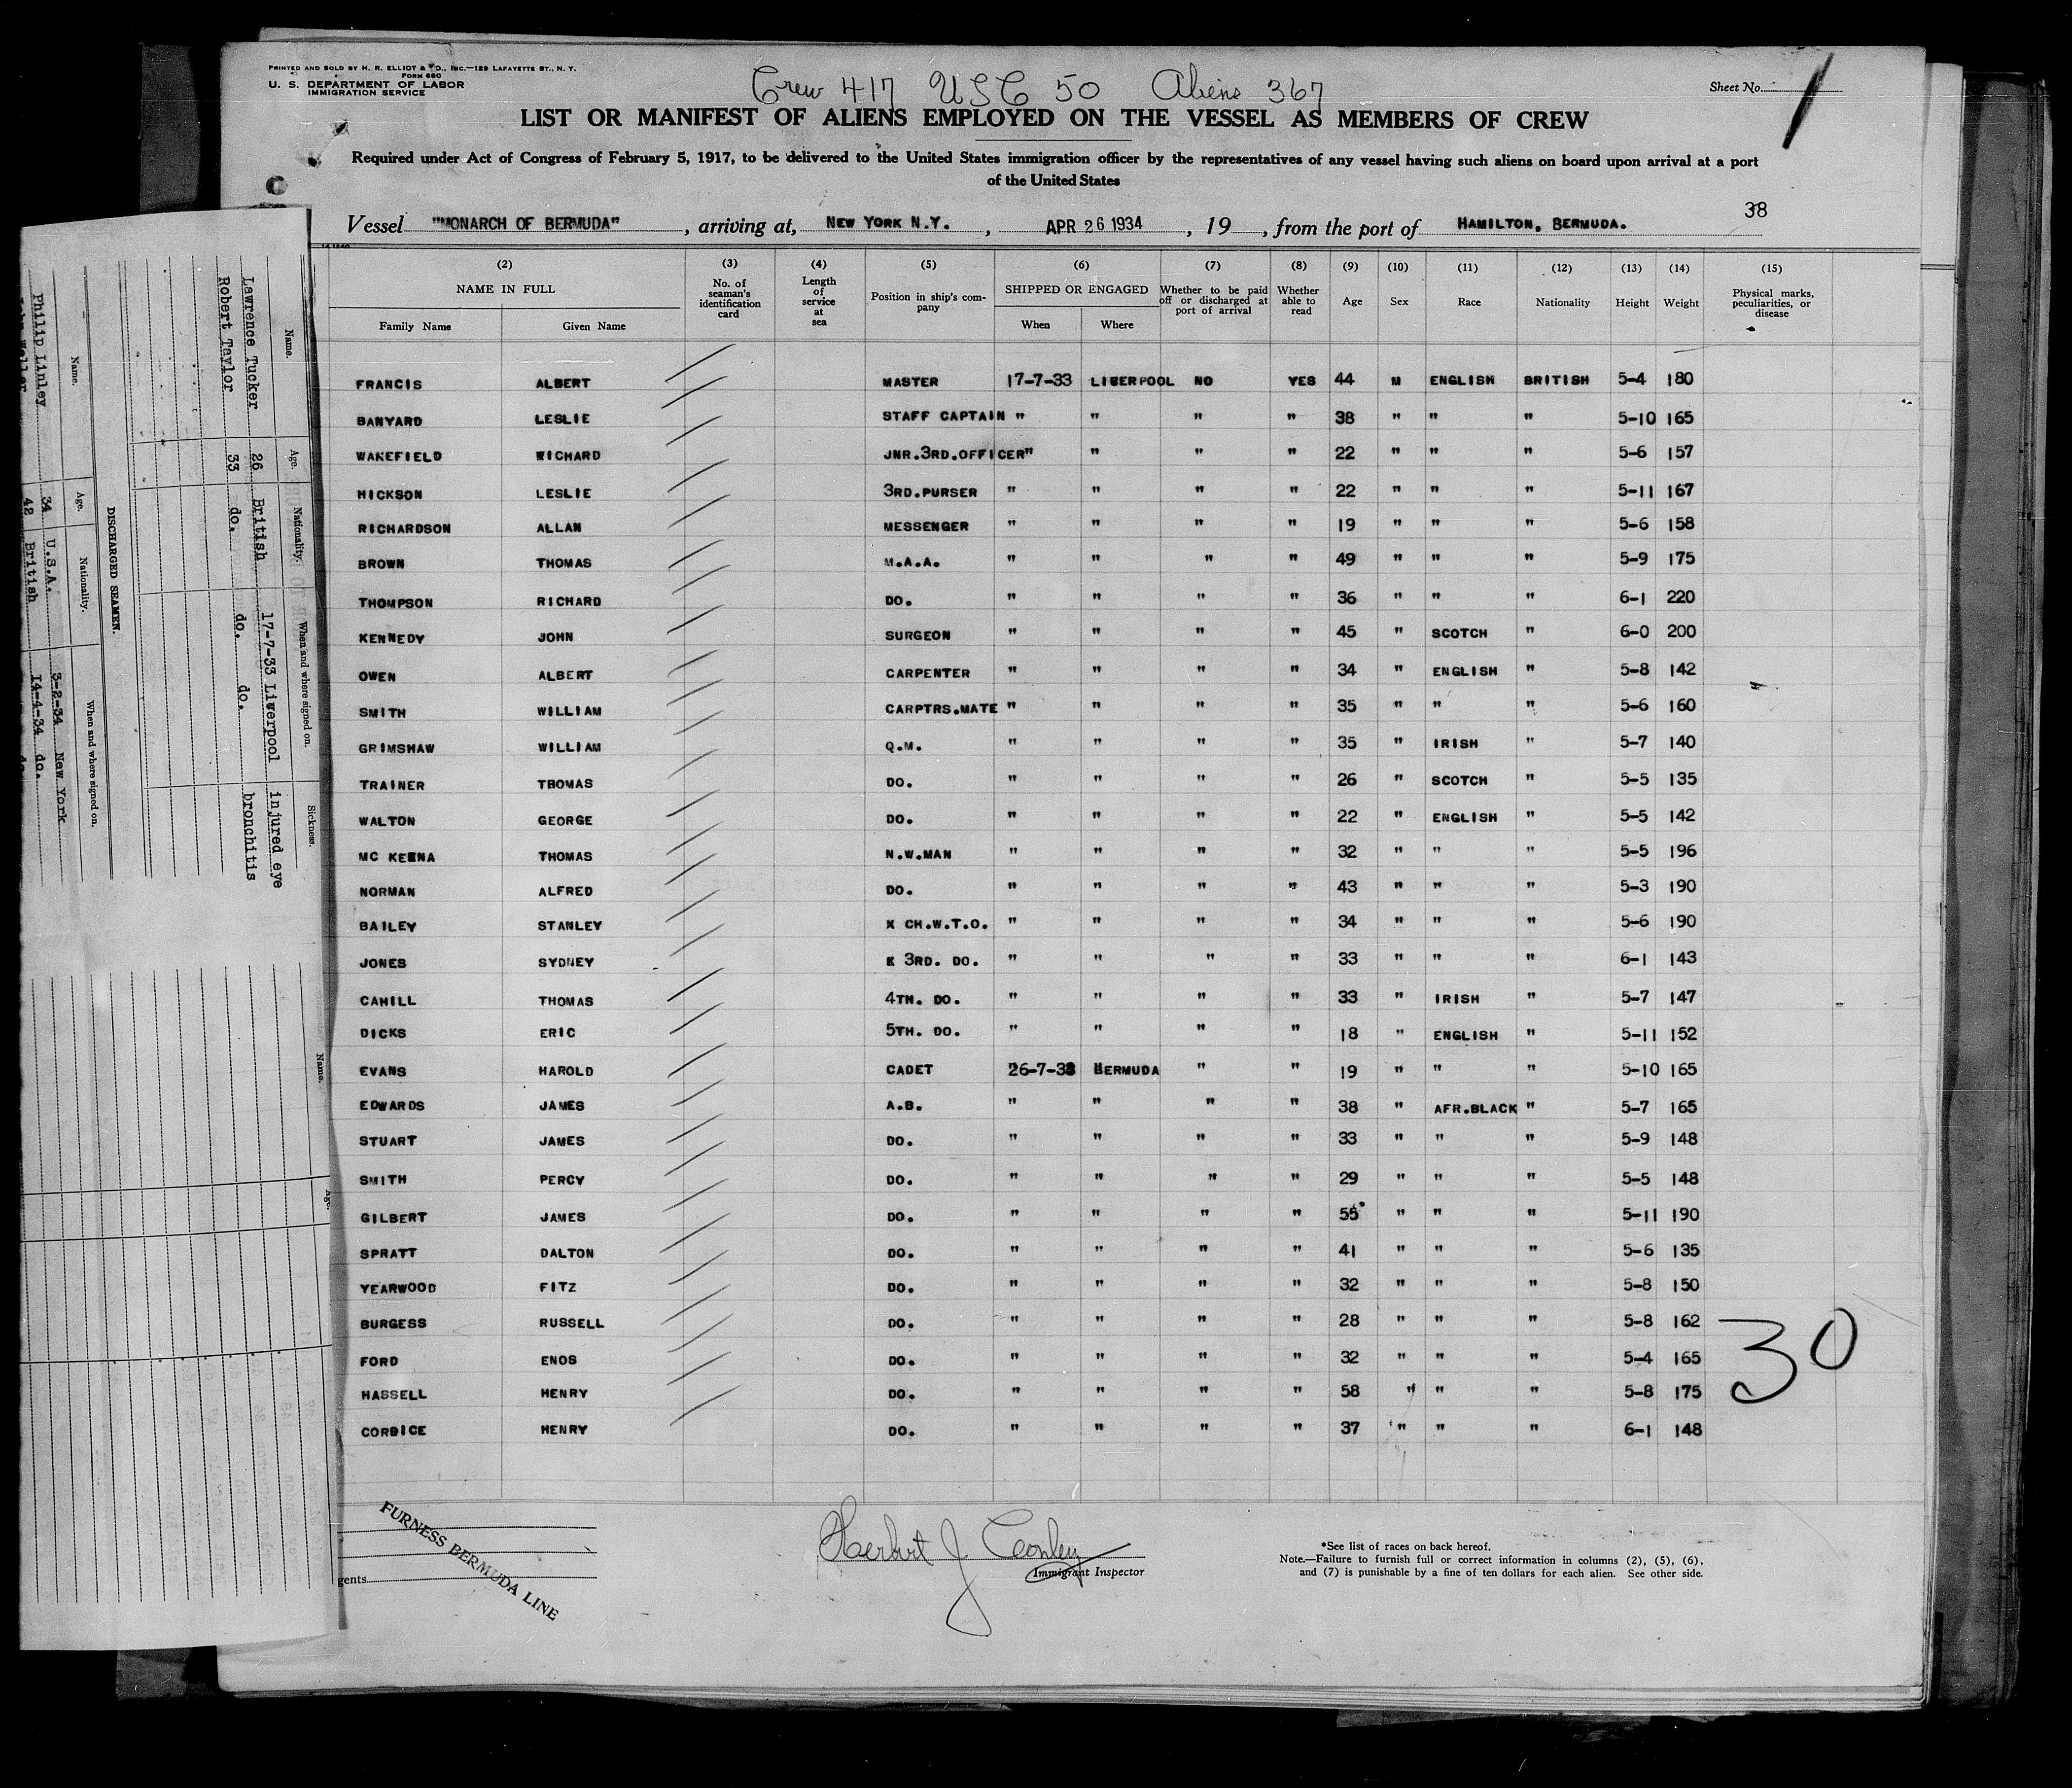 PRINTED AND SOLD BY H. R. ELLIOT & CO., INC.—129 LAFAYETTE ST., N. Y.
FORM 680
U. S. DEPARTMENT OF LABOR
IMMIGRATION SERVICE
Crew 417 USC 50 Aliens 367
Sheet No. 1
LIST OR MANIFEST OF ALIENS EMPLOYED ON THE VESSEL AS MEMBERS OF CREW
Required under Act of Congress of February 5, 1917, to be delivered to the United States immigration officer by the representatives of any vessel having such aliens on board upon arrival at a port
of the United States
38
Vessel "MONARCH OF BERMUDA", arriving at, NEW YORK N.Y., APR 26 1934, 19, from the port of HAMILTON, BERMUDA.
(2) (3) (4) (5) (6) (7) (8) (9) (10) (11) (12) (13) (14) (15)
NAME IN FULL No. of seaman's identification card Length of service at sea Position in ship's company SHIPPED OR ENGAGED Whether to be paid off or discharged at port of arrival Whether able to read Age Sex Race Nationality Height Weight Physical marks, peculiarities, or disease
Family Name Given Name When Where
FRANCIS ALBERT MASTER 17-7-33 LIVERPOOL NO YES 44 M ENGLISH BRITISH 5-4 180
BANYARD LESLIE STAFF CAPTAIN " " " " 38 " " " 5-10 165
WAKEFIELD RICHARD JNR.3RD.OFFICER" " " " 22 " " " 5-6 157
HICKSON LESLIE 3RD.PURSER " " " " 22 " " " 5-11 167
RICHARDSON ALLAN MESSENGER " " " " 19 " " " 5-6 158
BROWN THOMAS M.A.A. " " " " 49 " " " 5-9 175
THOMPSON RICHARD DO. " " " " 36 " " " 6-1 220
KENNEDY JOHN SURGEON " " " " 45 " SCOTCH " 6-0 200
OWEN ALBERT CARPENTER " " " " 34 " ENGLISH " 5-8 142
SMITH WILLIAM CARPTRS.MATE " " " " 35 " " " 5-6 160
GRIMSHAW WILLIAM Q.M. " " " " 35 " IRISH " 5-7 140
TRAINER THOMAS DO. " " " " 26 " SCOTCH " 5-5 135
WALTON GEORGE DO. " " " " 22 " ENGLISH " 5-5 142
MC KEENA THOMAS N.W.MAN " " " " 32 " " " 5-5 196
NORMAN ALFRED DO. " " " " 43 " " " 5-3 190
BAILEY STANLEY X CH.W.T.O. " " " " 34 " " " 5-6 190
JONES SYDNEY X 3RD. DO. " " " " 33 " " " 6-1 143
CAHILL THOMAS 4TH. DO. " " " " 33 " IRISH " 5-7 147
DICKS ERIC 5TH. DO. " " " " 18 " ENGLISH " 5-11 152
EVANS HAROLD CADET 26-7-33 BERMUDA " " 19 " " " 5-10 165
EDWARDS JAMES A.B. " " " " 38 " AFR.BLACK " 5-7 165
STUART JAMES DO. " " " " 33 " " " 5-9 148
SMITH PERCY DO. " " " " 29 " " " 5-5 148
GILBERT JAMES DO. " " " " 55 " " " 5-11 190
SPRATT DALTON DO. " " " " 41 " " " 5-6 135
YEARWOOD FITZ DO. " " " " 32 " " " 5-8 150
BURGESS RUSSELL DO. " " " " 28 " " " 5-8 162
FORD ENOS DO. " " " " 32 " " " 5-4 165
HASSELL HENRY DO. " " " " 58 " " " 5-8 175
CORBICE HENRY DO. " " " " 37 " " " 6-1 148
30
FURNESS BERMUDA LINE
gents
Herbert J Conley
Immigrant Inspector
*See list of races on back hereof.
Note.—Failure to furnish full or correct information in columns (2), (5), (6),
and (7) is punishable by a fine of ten dollars for each alien. See other side.
Name. Age. Nationality. When and where signed on. Sickness.
Lawrence Tucker 26 British 17-7-33 Liverpool injured eye
Robert Taylor 33 do. do. do. bronchitis
DISCHARGED SEAMEN.
Name. Age. Nationality. When and where signed on.
Philip Linley 34 U.S.A. 3-2-34 New York
42 British 14-4-34 do.
Name. Age.